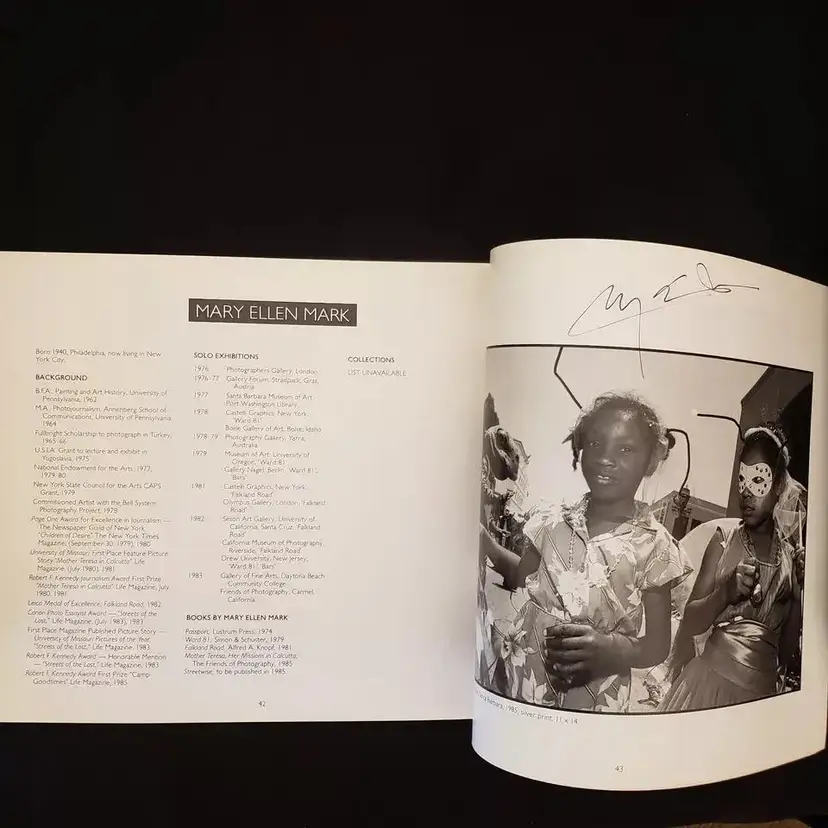 MARY ELLEN MARK
Born 1940, Philadelphia, now living in New
York City.
BACKGROUND
B.F.A.: Painting and Art History, University of
Pennsylvania, 1962
M.A.: Photojournalism, Annenberg School of
Communications, University of Pennsylvania
1964
Fullbright Scholarship to photograph in Turkey,
1965-66
U.S.I.A. Grant to lecture and exhibit in
Yugoslavia, 1975
National Endowment for the Arts, 1977,
1979-80
New York State Council for the Arts CAPS
Grant, 1979
Commissioned Artist with the Bell System
Photography Project, 1979
Page One Award for Excellence in Journalism —
The Newspaper Guild of New York
"Children of Desire" The New York Times
Magazine, (September 30, 1979), 1980
University of Missouri: First Place Feature Picture
Story "Mother Teresa in Calcutta" Life
Magazine, (July 1980), 1981
Robert F. Kennedy Journalism Award First Prize
"Mother Teresa in Calcutta" Life Magazine, July
1980, 1981
Leica Medal of Excellence, Falkland Road, 1982
Canon Photo Essayist Award — "Streets of the
Lost," Life Magazine, (July 1983), 1983
First Place Magazine Published Picture Story —
University of Missouri Pictures of the Year,
"Streets of the Lost," Life Magazine, 1983
Robert F. Kennedy Award — Honorable Mention
— "Streets of the Lost," Life Magazine, 1983
Robert F. Kennedy Award First Prize "Camp
Goodtimes" Life Magazine, 1985
SOLO EXHIBITIONS
1976 Photographers Gallery, London
1976-77 Gallery Forum, Stradpack, Graz,
Austria
1977 Santa Barbara Museum of Art
Port Washington Library
1978 Castelli Graphics, New York,
'Ward 81'
Boise Gallery of Art, Boise, Idaho
1978-79 Photography Gallery, Yarra,
Australia
1979 Museum of Art: University of
Oregon, 'Ward 81'
Gallery Nagel, Berlin: 'Ward 81',
'Bars'
1981 Castelli Graphics, New York,
'Falkland Road'
Olympus Gallery, London, 'Falkland
Road'
1982 Sesnon Art Gallery, University of
California, Santa Cruz, 'Falkland
Road'
California Museum of Photography
Riverside, 'Falkland Road'
Drew University, New Jersey,
'Ward 81', 'Bars'
1983 Gallery of Fine Arts, Daytona Beach
Community College
Friends of Photography, Carmel,
California
BOOKS BY MARY ELLEN MARK
Passport, Lustrum Press, 1974
Ward 81, Simon & Schuster, 1979
Falkland Road, Alfred A. Knopf, 1981
Mother Teresa, Her Missions in Calcutta,
The Friends of Photography, 1985
Streetwise, to be published in 1985
COLLECTIONS
LIST UNAVAILABLE
42
1985, silver print, 11 x 14
43